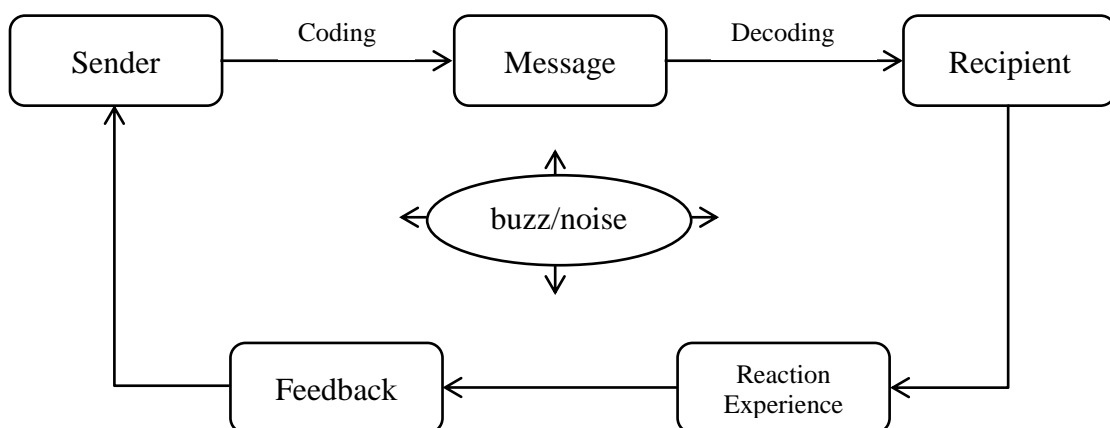 Coding
Decoding
Sender
Message
Recipient
buzz/noise
Feedback
Reaction
Experience